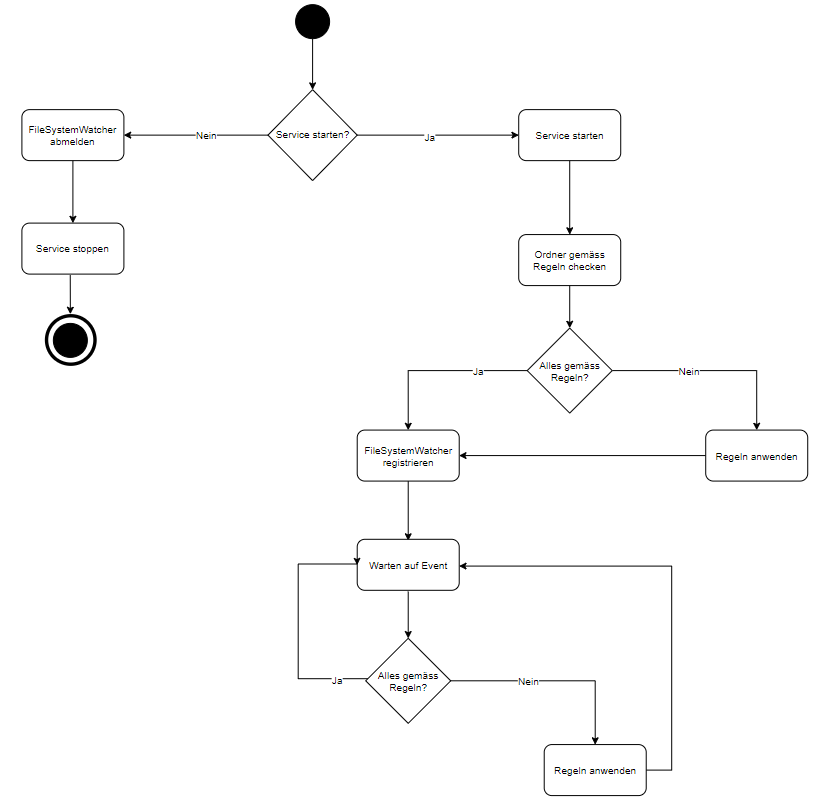 FileSystemWatcher
abmelden
Nein
Service starten?
Ja
Service starten
Service stoppen
Ordner gemäss
Regeln checken
Alles gemäss
Regeln?
Ja
Nein
FileSystemWatcher
registrieren
Regeln anwenden
Warten auf Event
Alles gemäss
Regeln?
Ja
Nein
Regeln anwenden